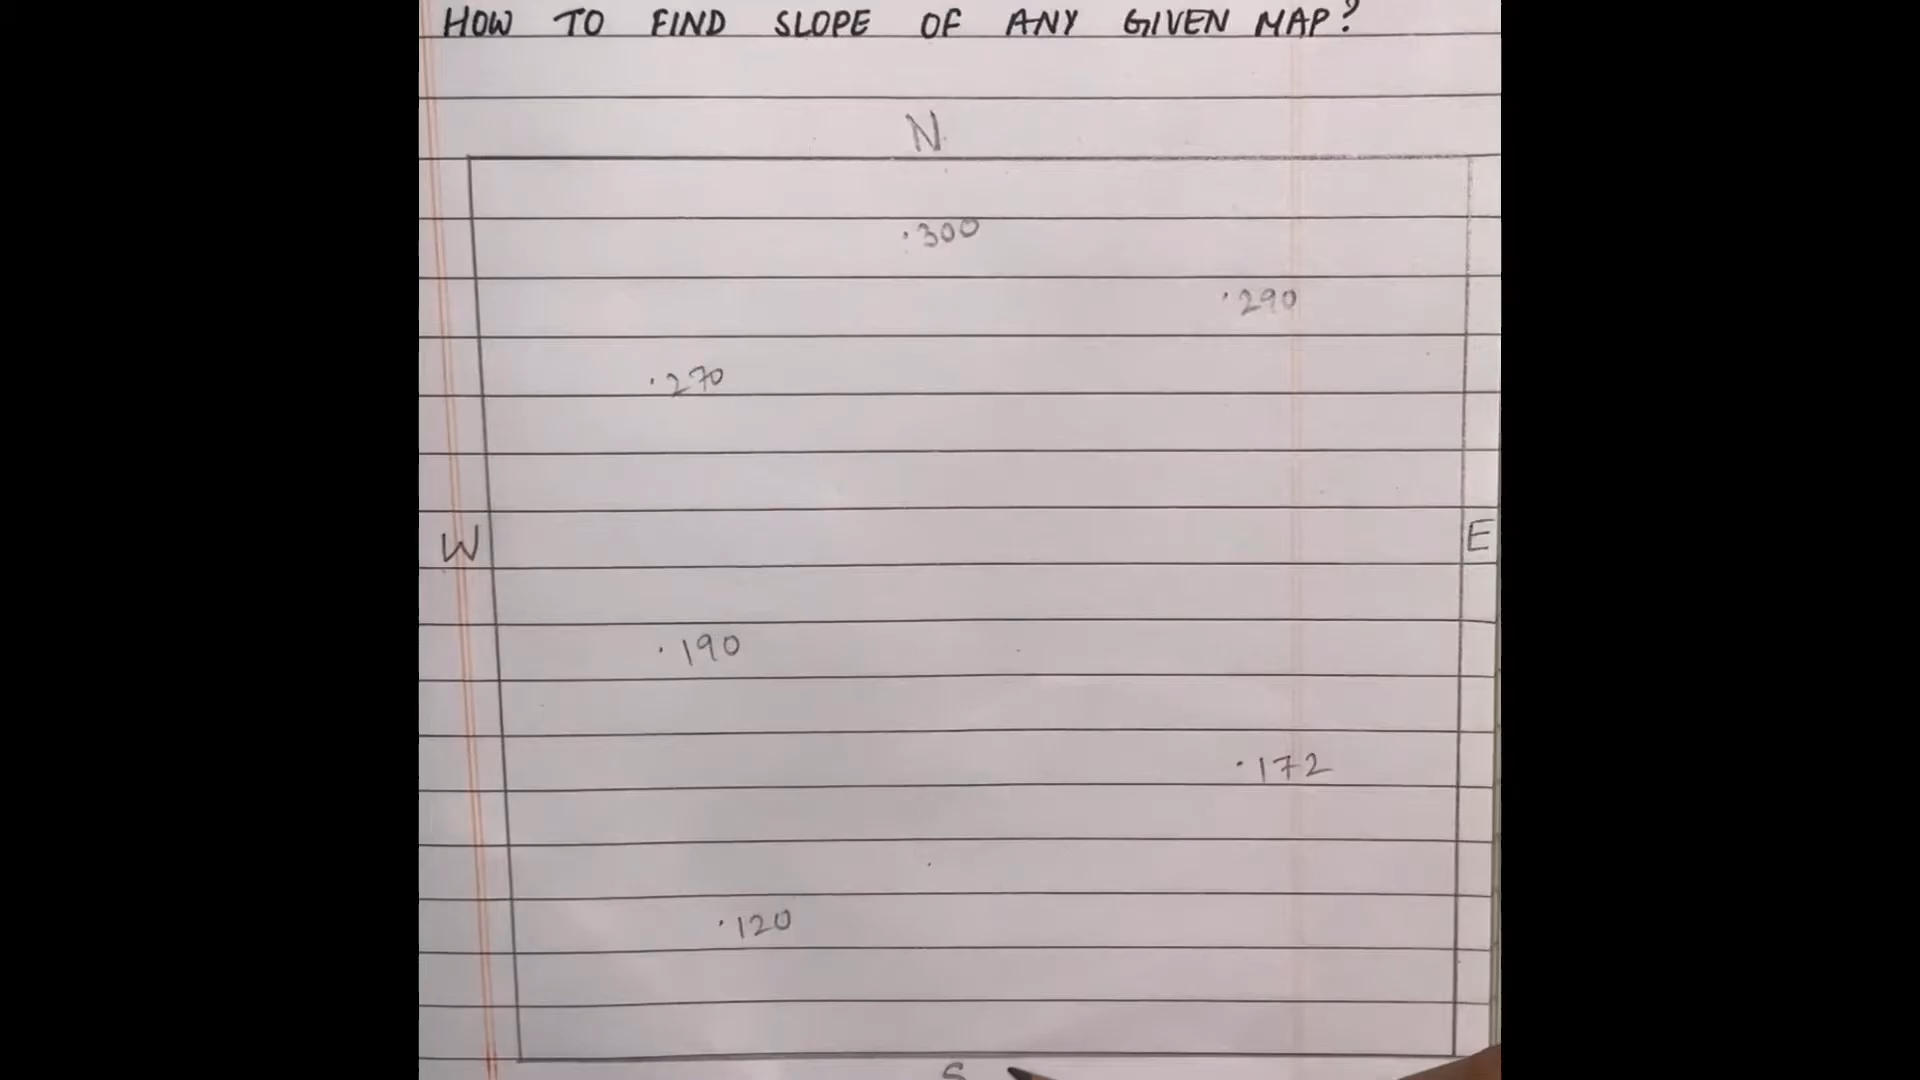 HOW TO FIND SLOPE OF ANY GIVEN MAP?
N
.300
.290
.270
W
E
.190
.172
.120
S